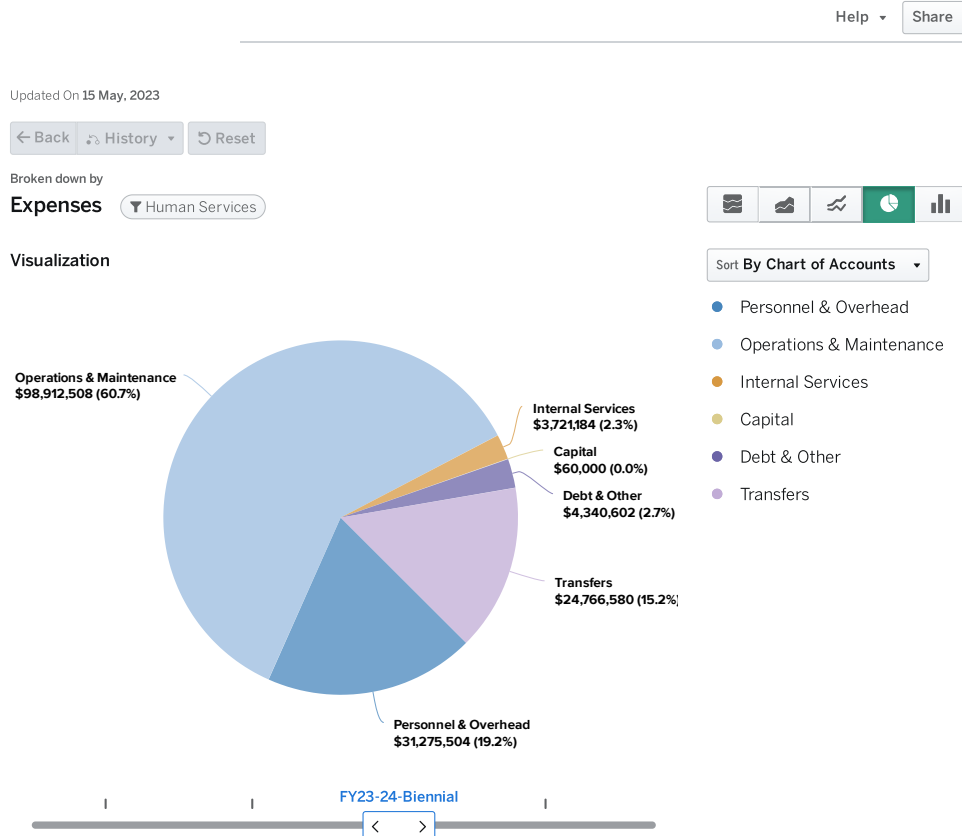 Help
Share
Updated On 15 May, 2023
Back
History
Reset
Broken down by
Expenses
Human Services
Visualization
Sort By Chart of Accounts
Personnel & Overhead
Operations & Maintenance
Internal Services
Capital
Debt & Other
Transfers
Operations & Maintenance
$98,912,508 (60.7%)
Internal Services
$3,721,184 (2.3%)
Capital
$60,000 (0.0%)
Debt & Other
$4,340,602 (2.7%)
Transfers
$24,766,580 (15.2%)
Personnel & Overhead
$31,275,504 (19.2%)
FY23-24-Biennial